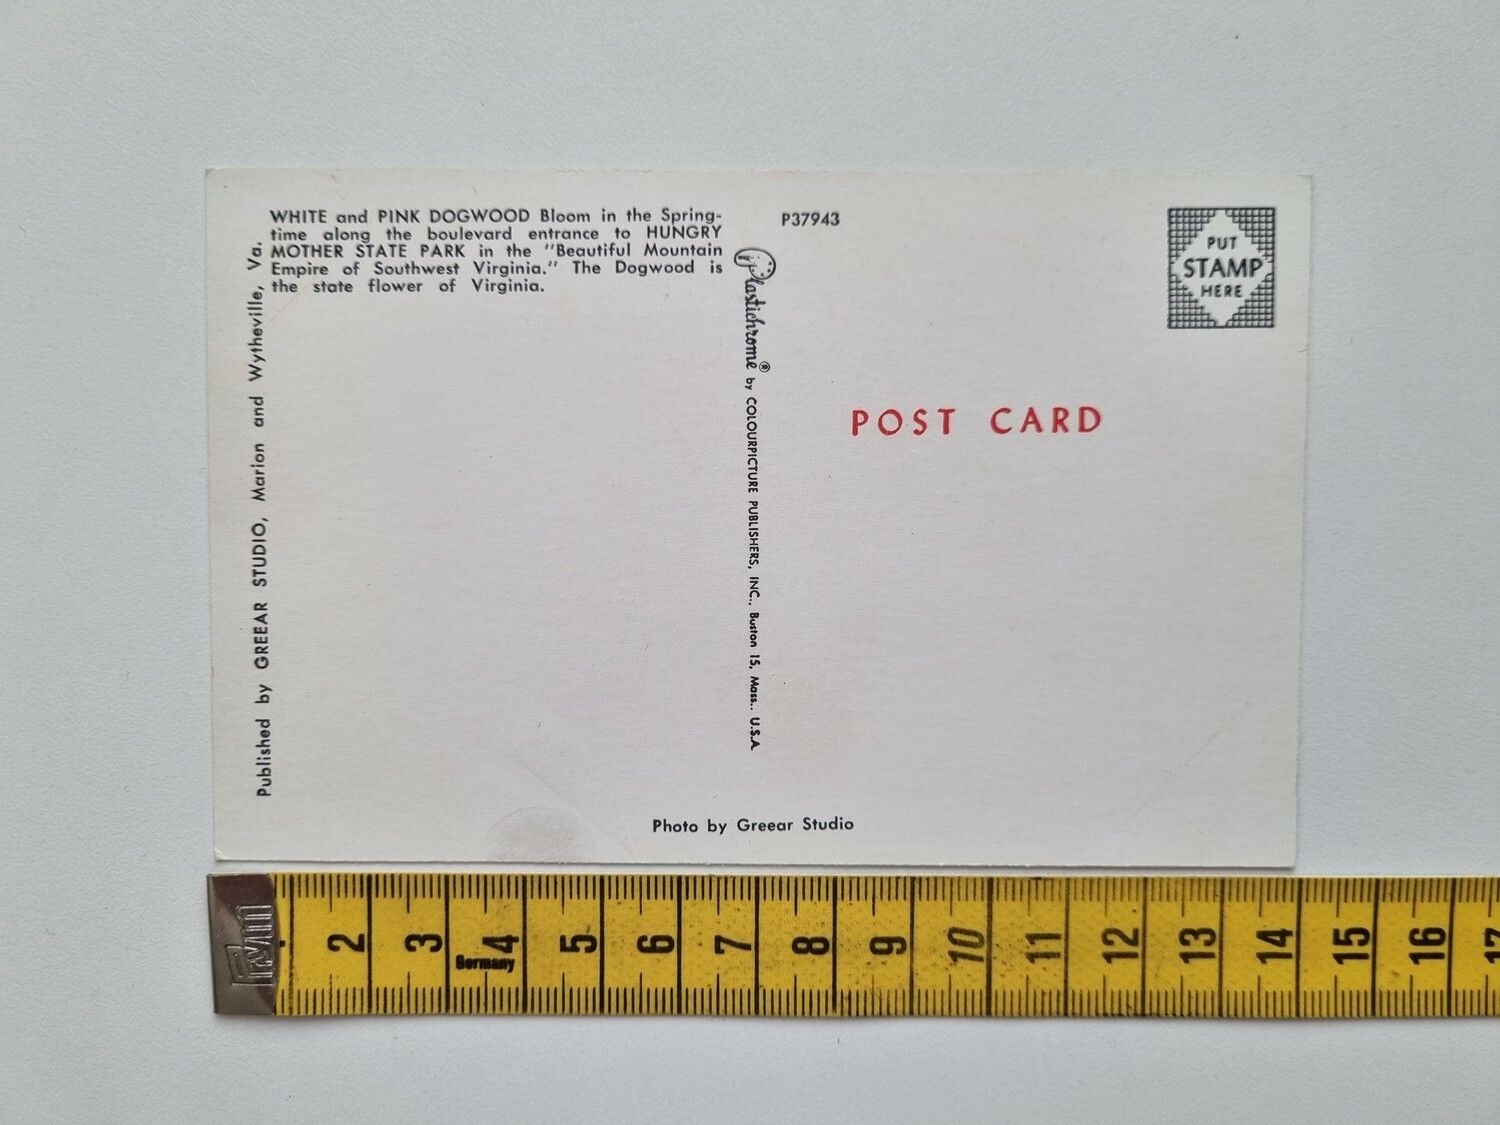 WHITE and PINK DOGWOOD Bloom in the Spring-
time along the boulevard entrance to HUNGRY
MOTHER STATE PARK in the "Beautiful Mountain
Empire of Southwest Virginia." The Dogwood is
the state flower of Virginia.
Published by GREEAR STUDIO, Marion and Wytheville, Va.
Plastichrome® by COLOURPICTURE PUBLISHERS, INC., Boston 15, Mass., U.S.A
P37943
PUT
STAMP
HERE
POST CARD
Photo by Greear Studio
2 3 4 5 6 7 8 9 10 11 12 13 14 15 16 17
Germany